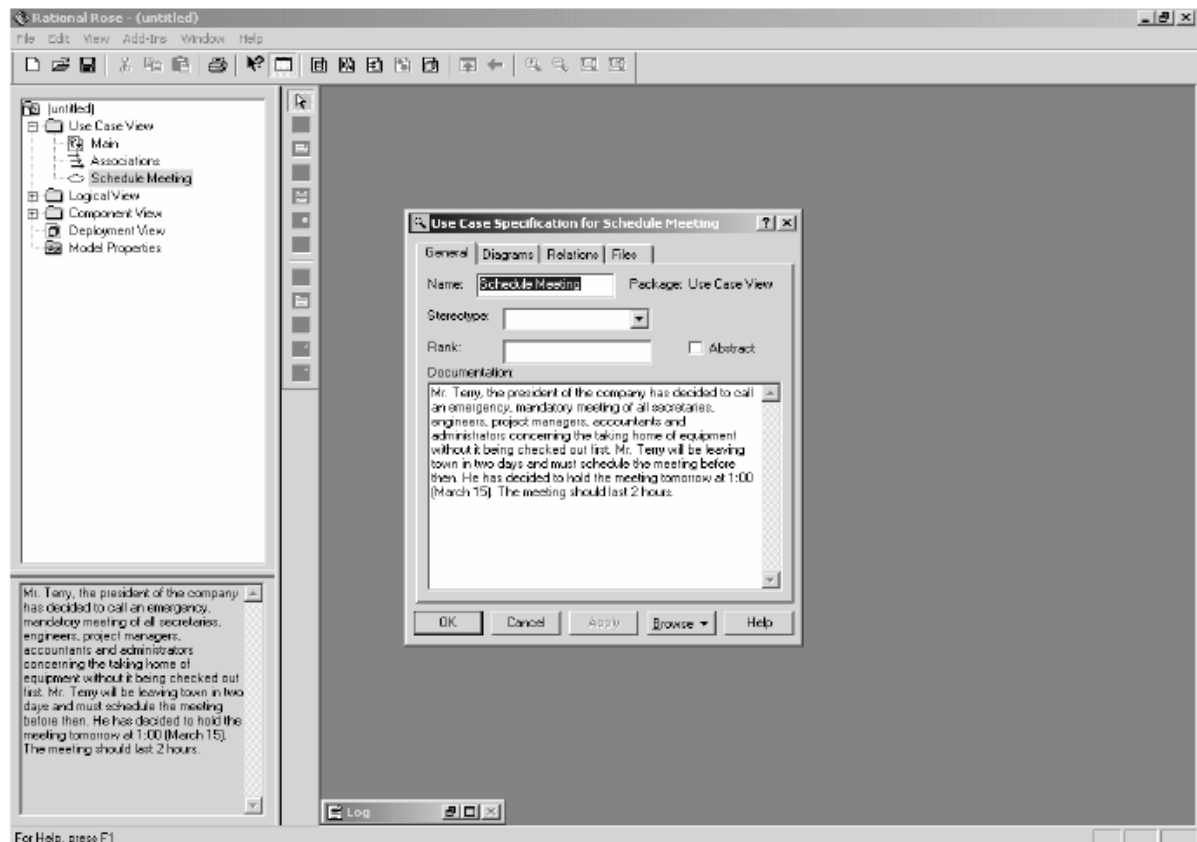 Rational Rose - (untitled)
File Edit View Add-Ins Window Help
(untitled)
Use Case View
Main
Associations
Schedule Meeting
Logical View
Component View
Deployment View
Model Properties
Mr. Terry, the president of the company
has decided to call an emergency,
mandatory meeting of all secretaries,
engineers, project managers,
accountants and administrators
concerning the taking home of
equipment without it being checked out
first. Mr. Terry will be leaving town in two
days and must schedule the meeting
before then. He has decided to hold the
meeting tomorrow at 1:00 (March 15).
The meeting should last 2 hours.
Use Case Specification for Schedule Meeting
General Diagrams Relations Files
Name: Schedule Meeting Package: Use Case View
Stereotype:
Rank: Abstract
Documentation:
Mr. Terry, the president of the company has decided to call
an emergency, mandatory meeting of all secretaries,
engineers, project managers, accountants and
administrators concerning the taking home of equipment
without it being checked out first. Mr. Terry will be leaving
town in two days and must schedule the meeting before
then. He has decided to hold the meeting tomorrow at 1:00
(March 15). The meeting should last 2 hours.
OK Cancel Apply Browse Help
Log
For Help, press F1